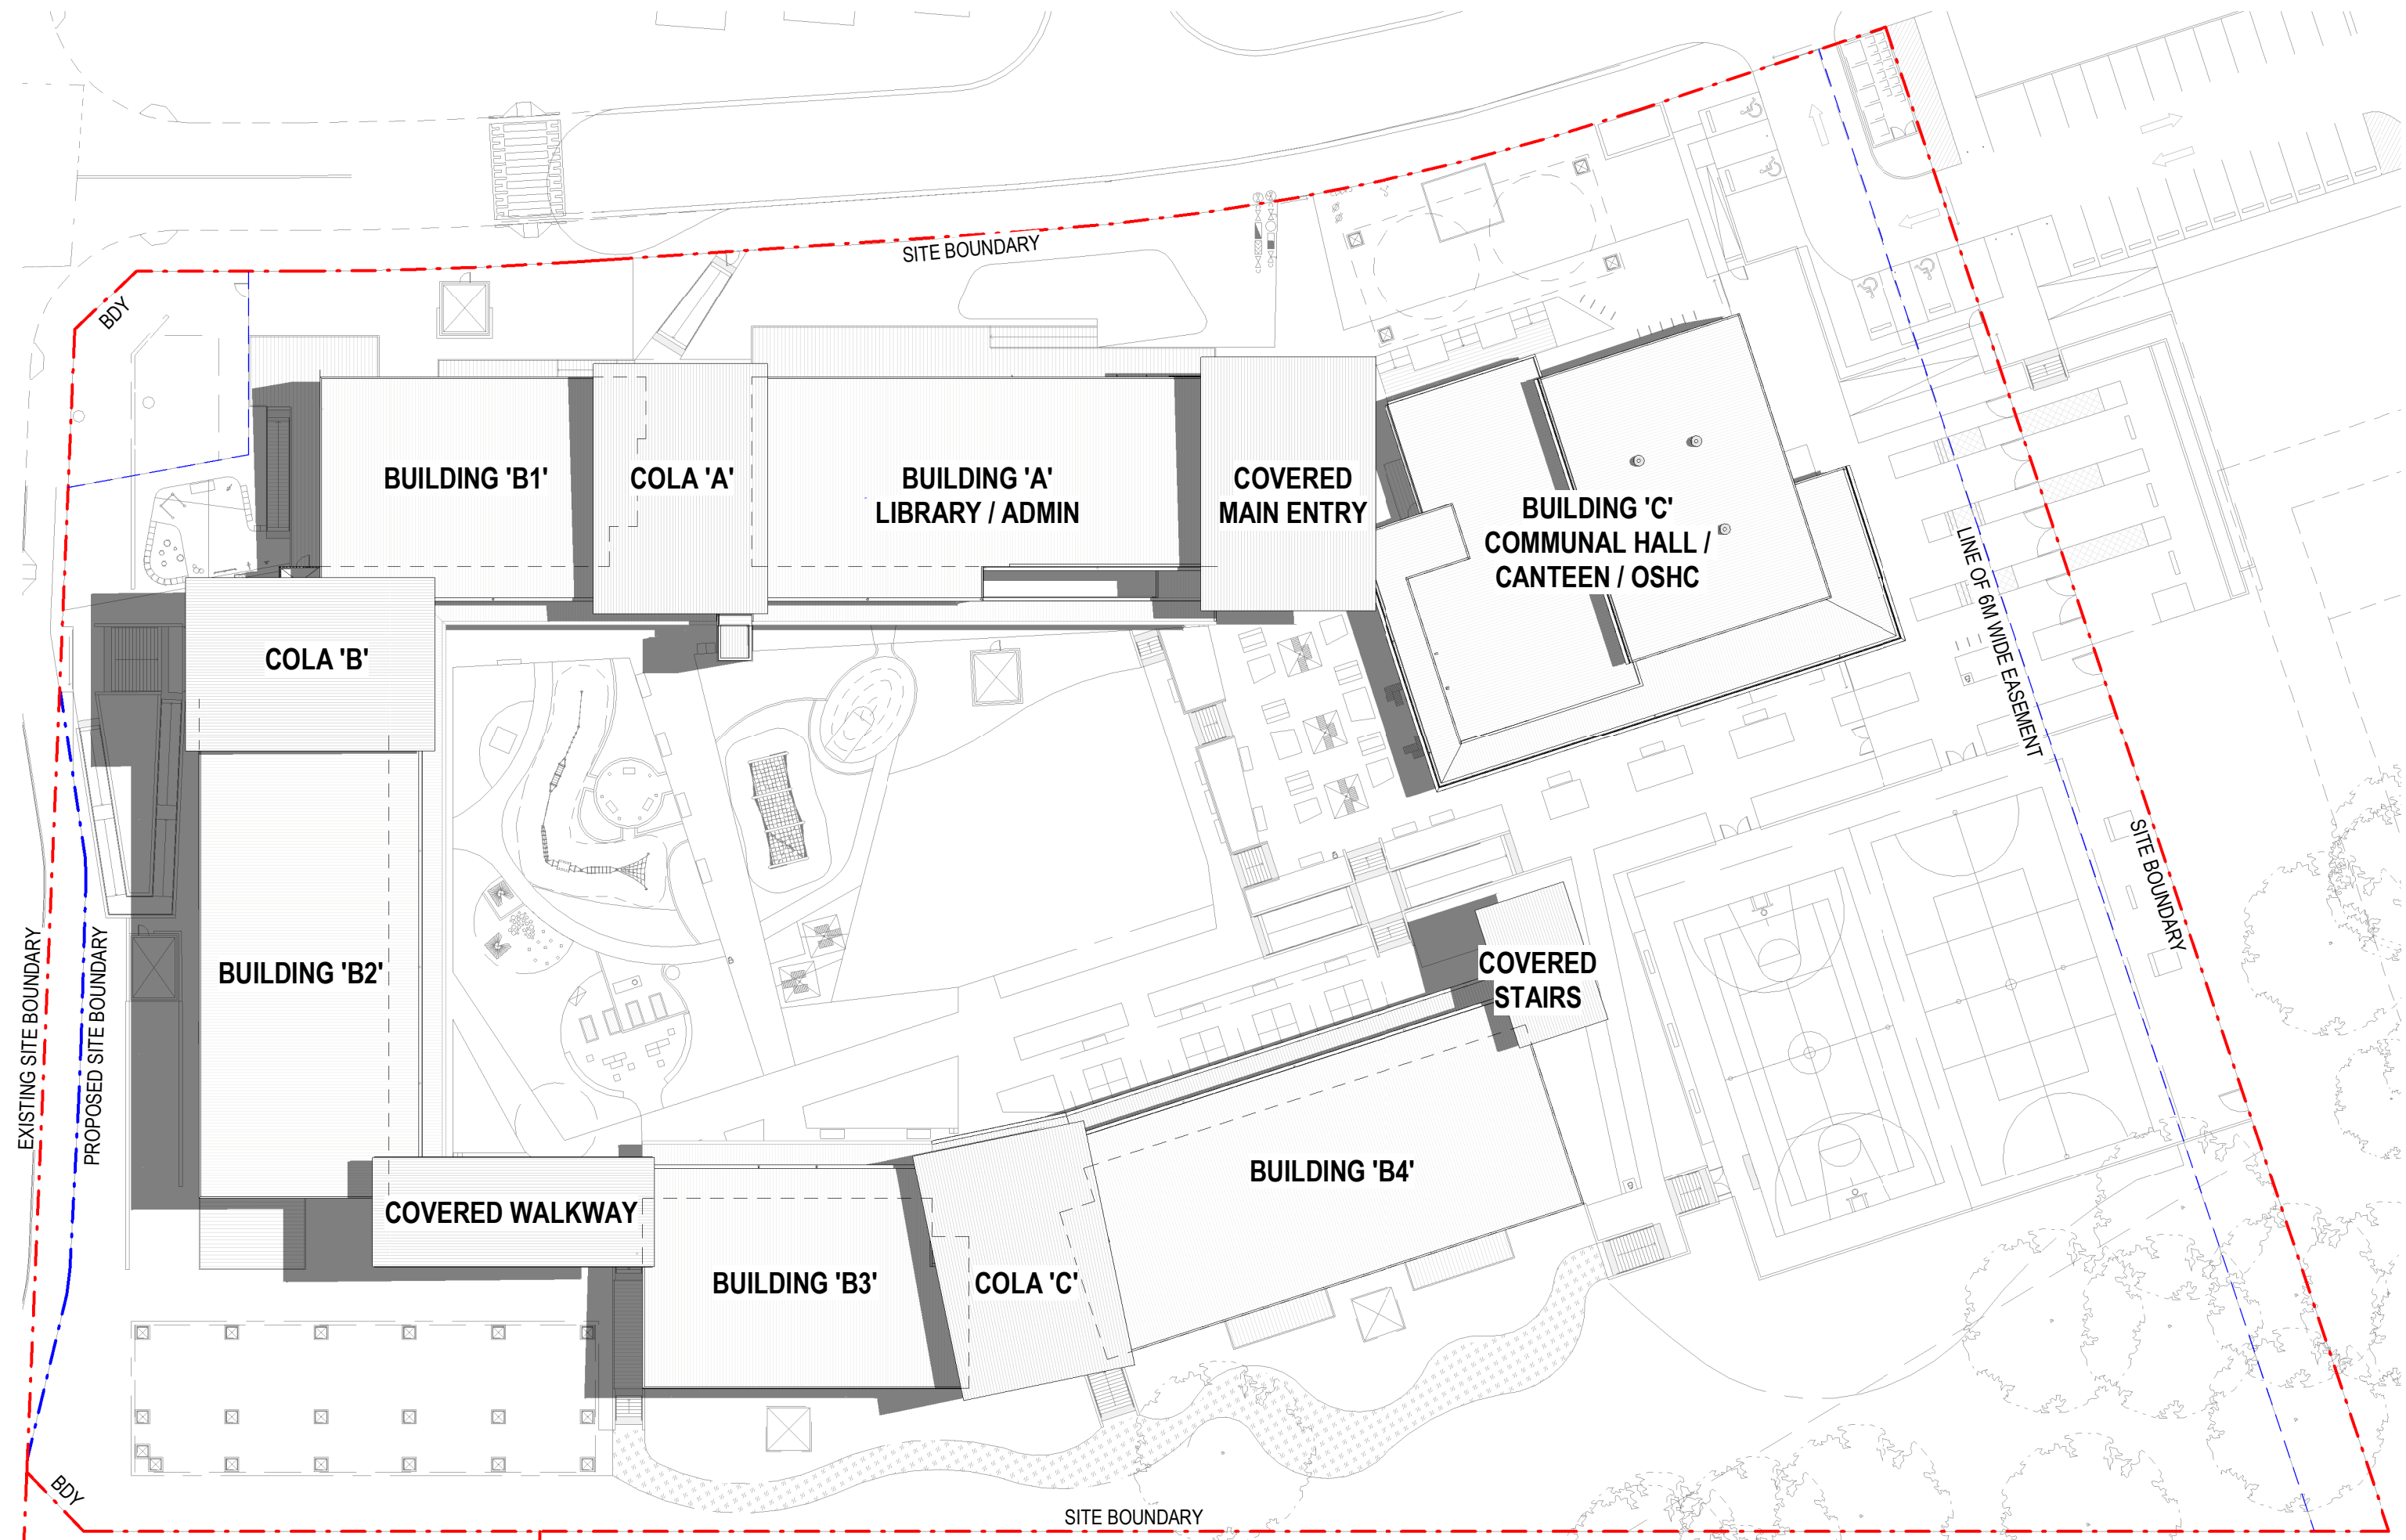 SITE BOUNDARY
BDY
BUILDING 'B1'
COLA 'A'
BUILDING 'A'
LIBRARY / ADMIN
COVERED
MAIN ENTRY
BUILDING 'C'
COMMUNAL HALL /
CANTEEN / OSHC
LINE OF 6M WIDE EASEMENT
COLA 'B'
SITE BOUNDARY
EXISTING SITE BOUNDARY
PROPOSED SITE BOUNDARY
BUILDING 'B2'
COVERED
STAIRS
COVERED WALKWAY
BUILDING 'B4'
BUILDING 'B3'
COLA 'C'
BDY
SITE BOUNDARY